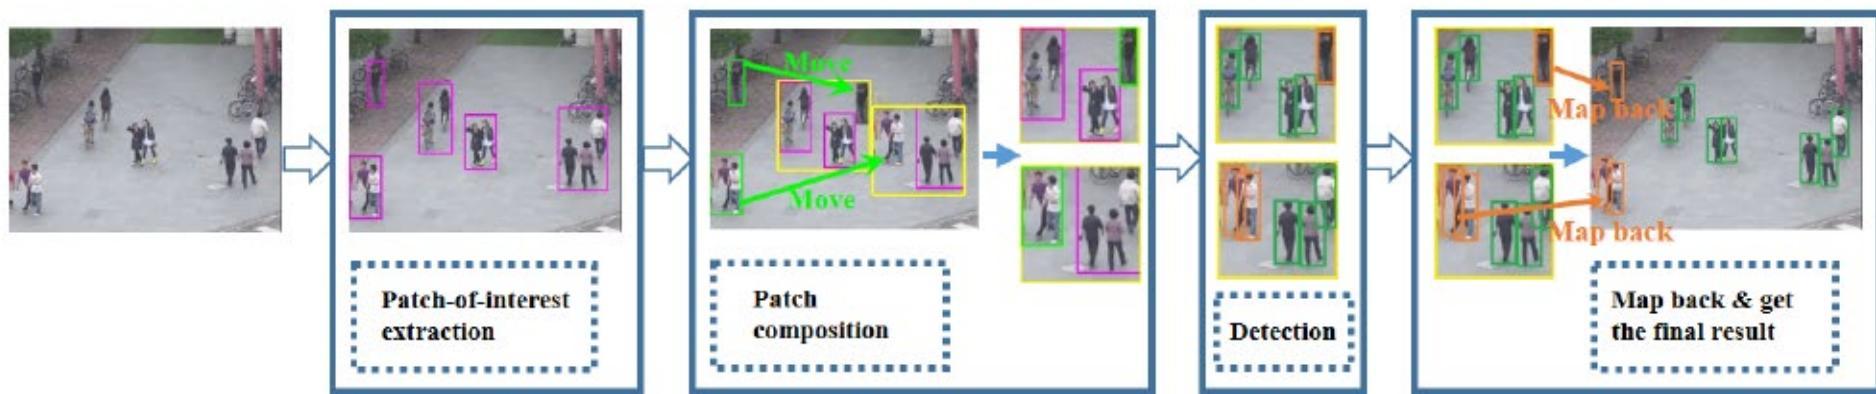 Move
Move
Map back
Map back
Patch-of-interest
extraction
Patch
composition
Detection
Map back & get
the final result